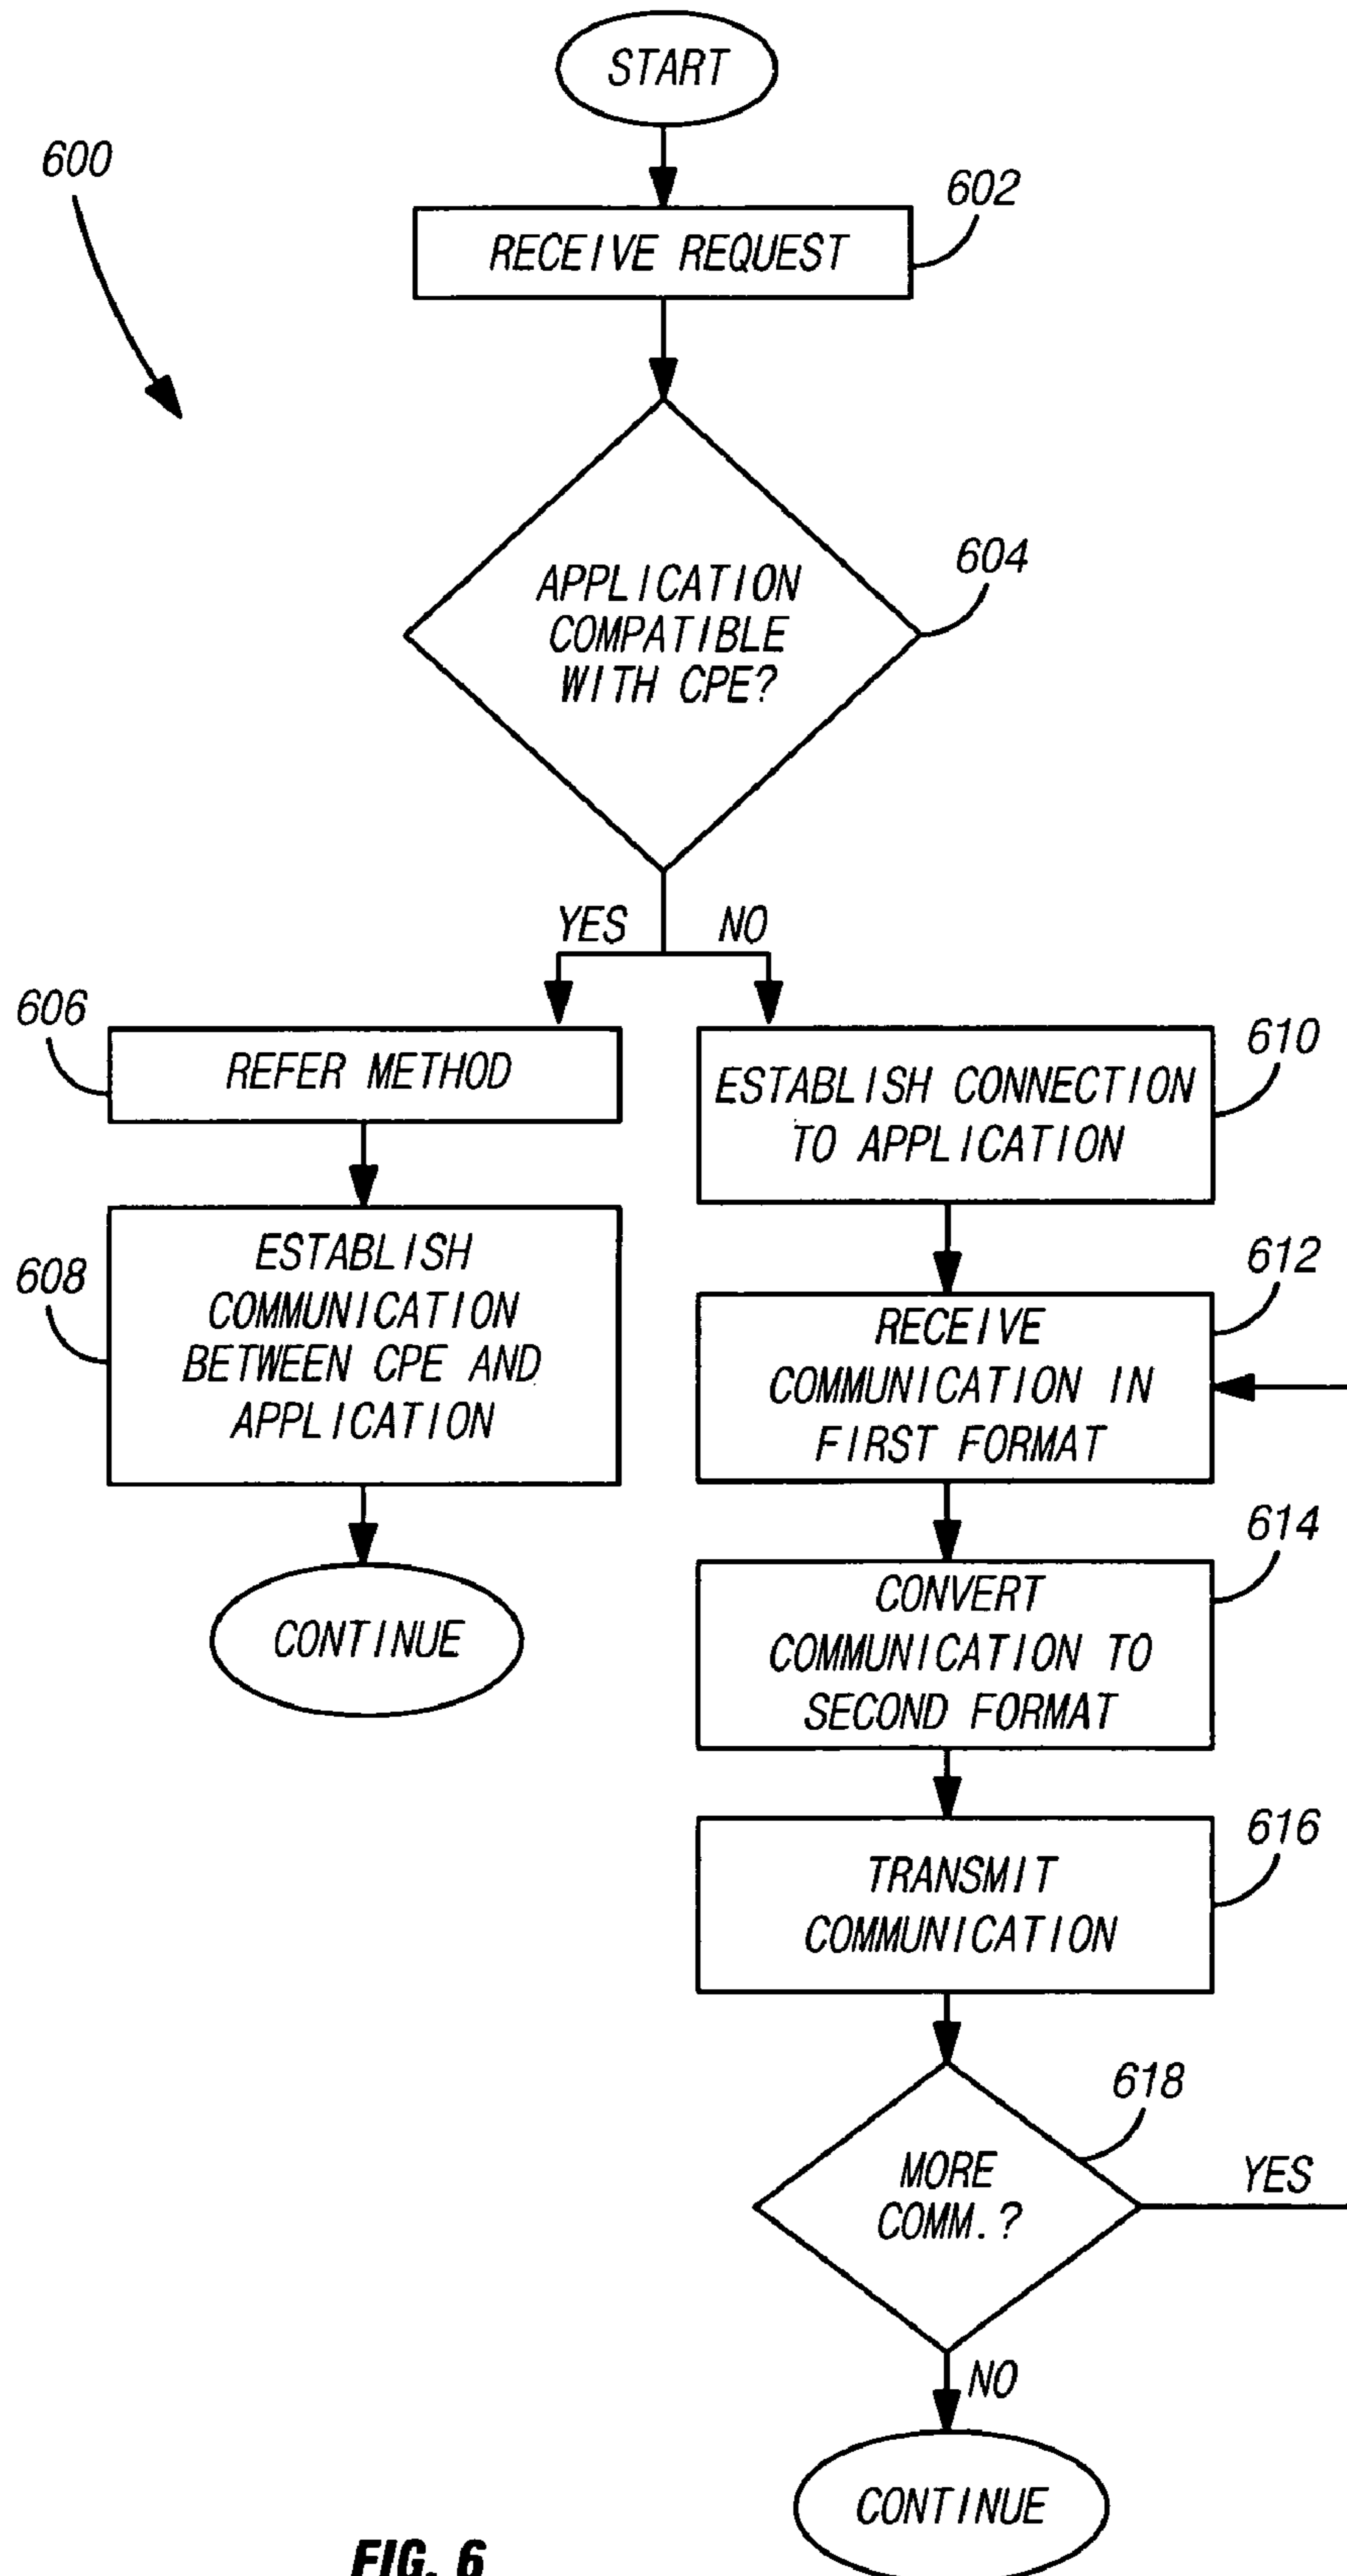 START
600
602
RECEIVE REQUEST
604
APPLICATION
COMPATIBLE
WITH CPE?
YES
NO
606
REFER METHOD
610
ESTABLISH CONNECTION
TO APPLICATION
608
ESTABLISH
COMMUNICATION
BETWEEN CPE AND
APPLICATION
612
RECEIVE
COMMUNICATION IN
FIRST FORMAT
CONTINUE
614
CONVERT
COMMUNICATION TO
SECOND FORMAT
616
TRANSMIT
COMMUNICATION
618
MORE
COMM.?
YES
NO
CONTINUE
FIG. 6